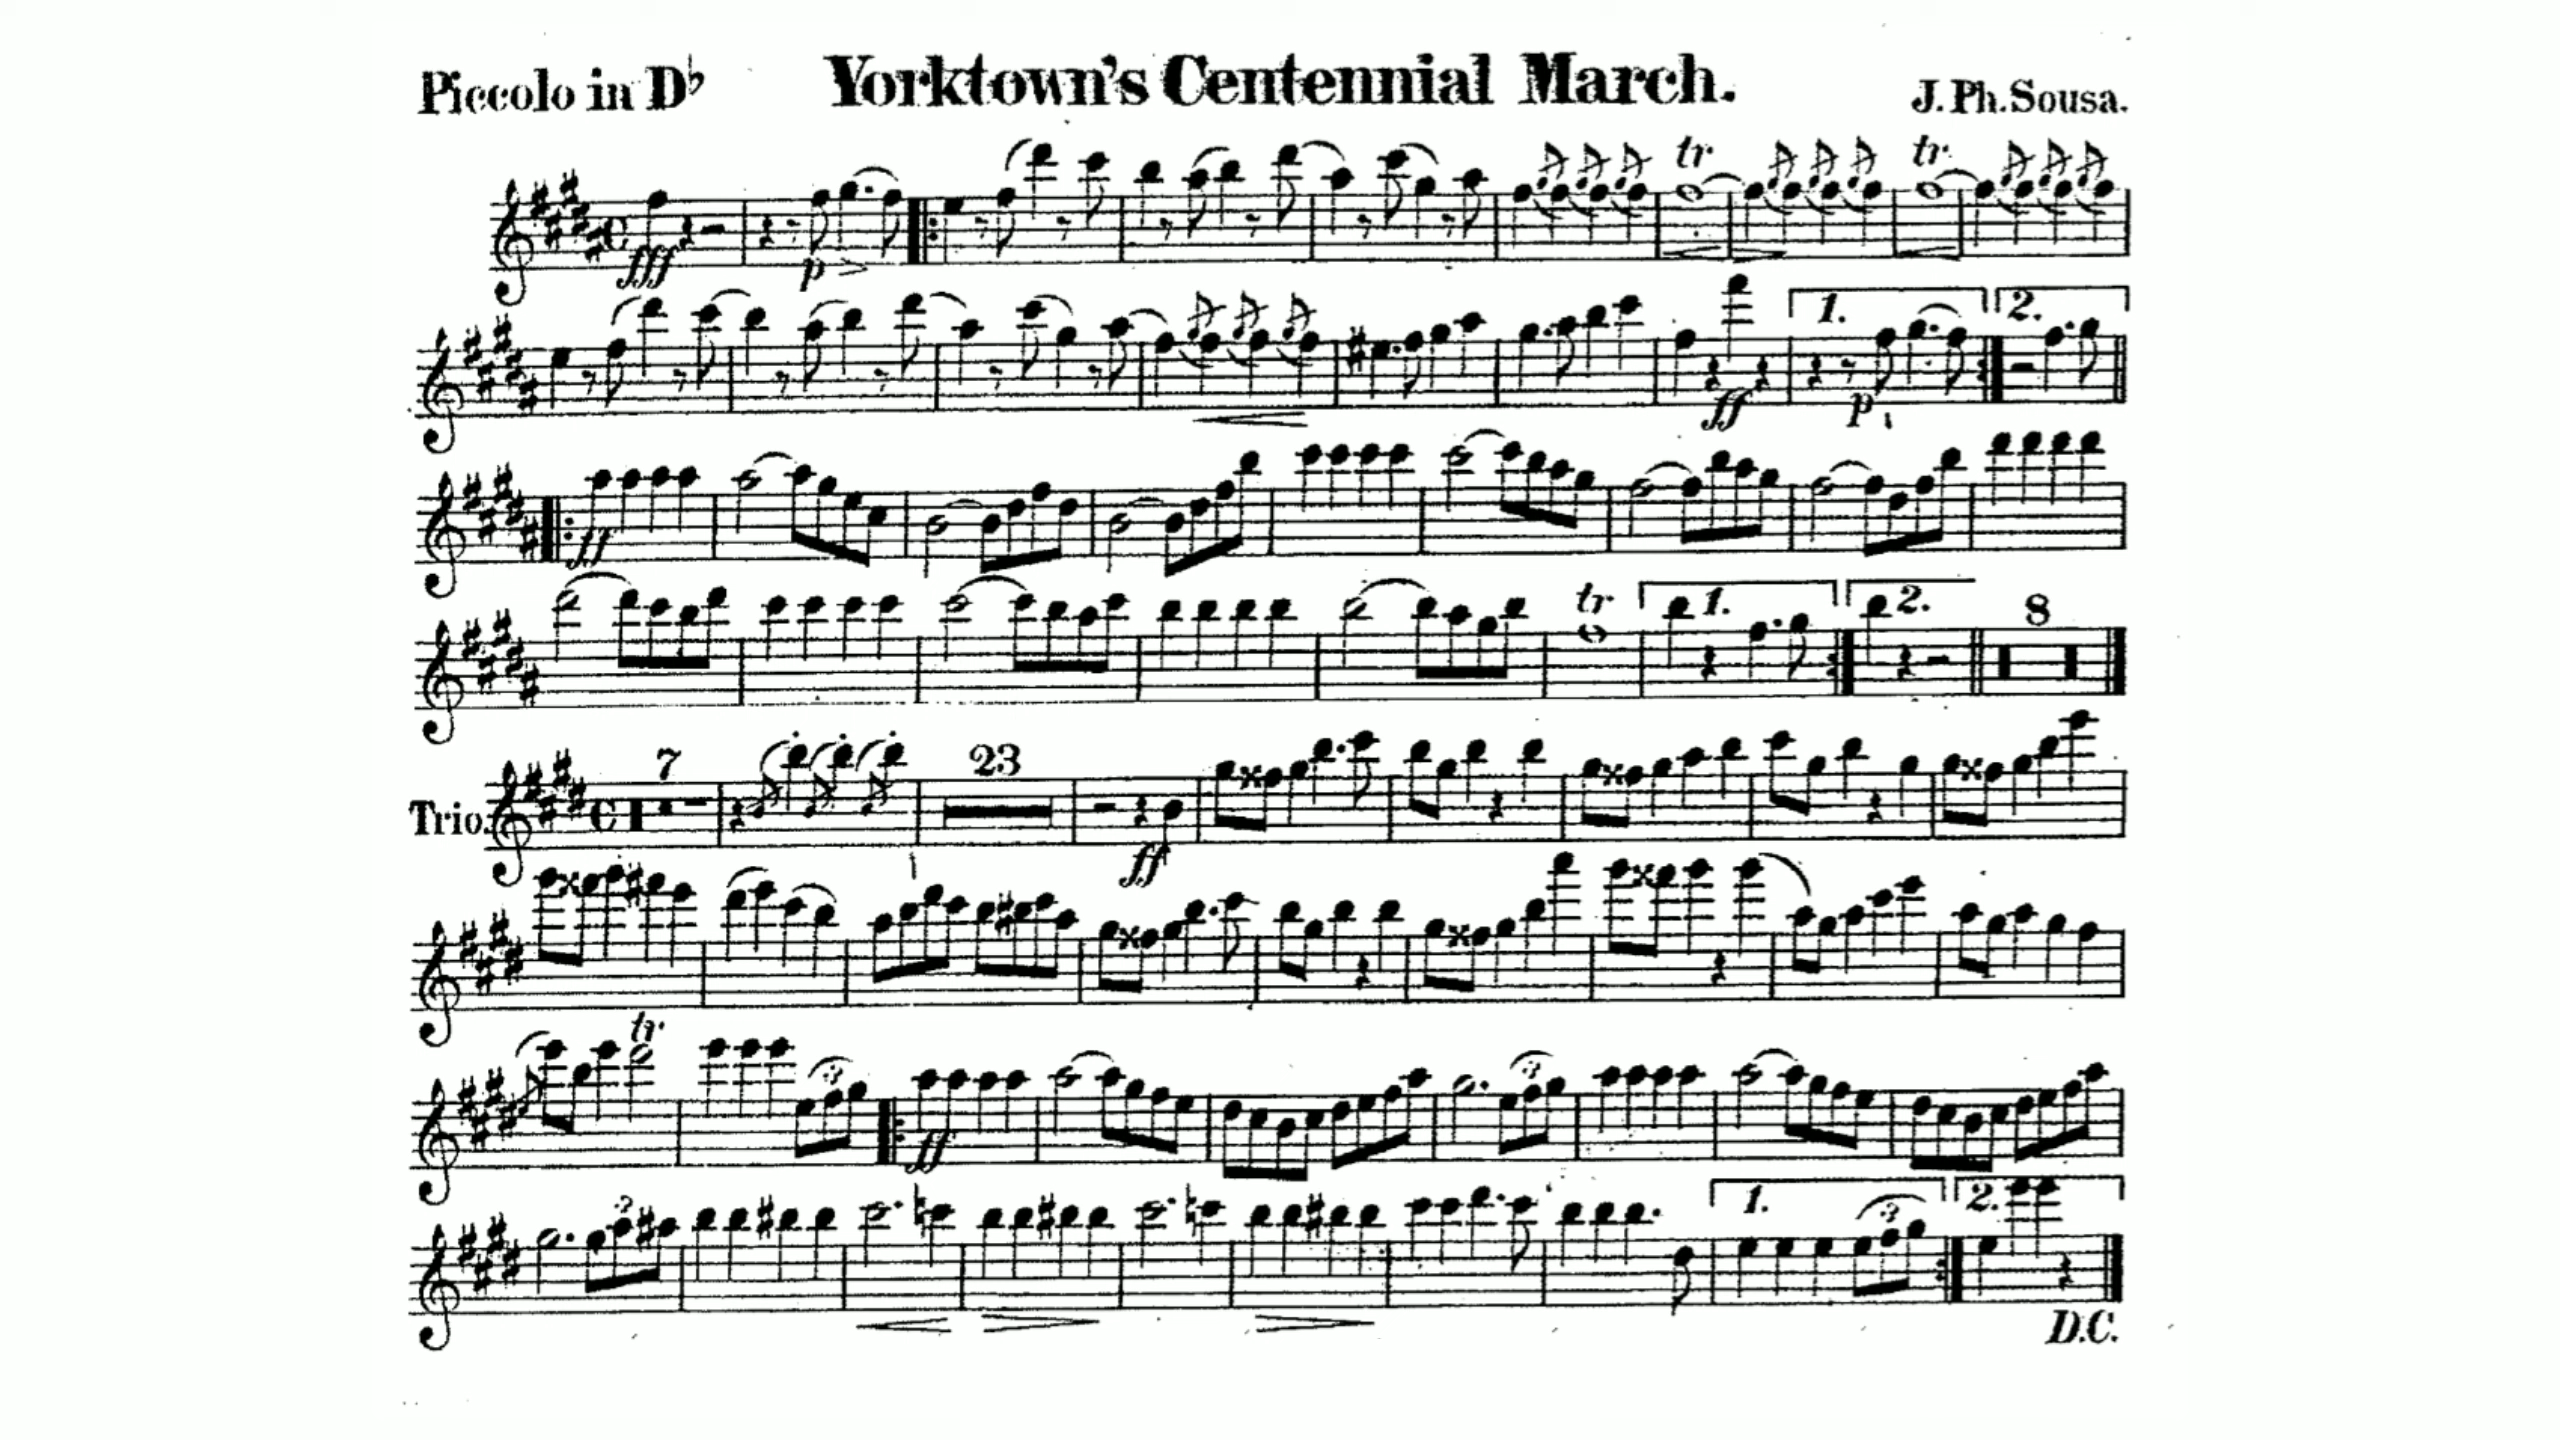 Piccolo in D♭ Yorktown's Centennial March. J. Ph. Sousa.
tr. tr.
fff p
1. 2.
ff p
ff
tr. 1. 2. 8
Trio. 7 23
ff
tr.
3 3
ff
3 1. 3 2.
D.C.